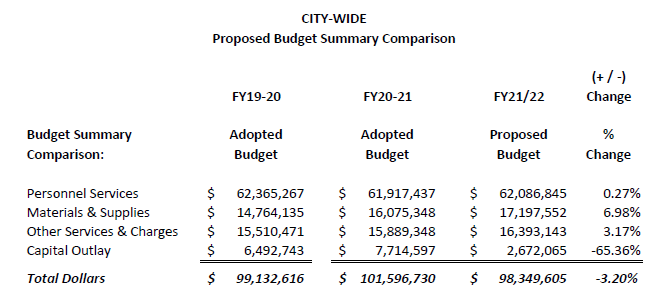 CITY-WIDE
Proposed Budget Summary Comparison
(+ / -)
FY19-20 FY20-21 FY21/22 Change
Budget Summary Adopted Adopted Proposed %
Comparison: Budget Budget Budget Change
Personnel Services $ 62,365,267 $ 61,917,437 $ 62,086,845 0.27%
Materials & Supplies $ 14,764,135 $ 16,075,348 $ 17,197,552 6.98%
Other Services & Charges $ 15,510,471 $ 15,889,348 $ 16,393,143 3.17%
Capital Outlay $ 6,492,743 $ 7,714,597 $ 2,672,065 -65.36%
Total Dollars $ 99,132,616 $ 101,596,730 $ 98,349,605 -3.20%